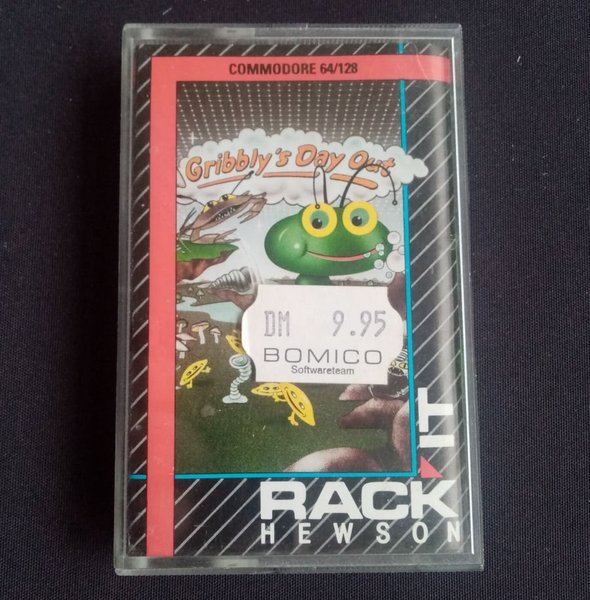 COMMODORE 64/128
Gribbly's Day Out
DM 9.95
BOMICO
Softwareteam
RACK IT
HEWSON